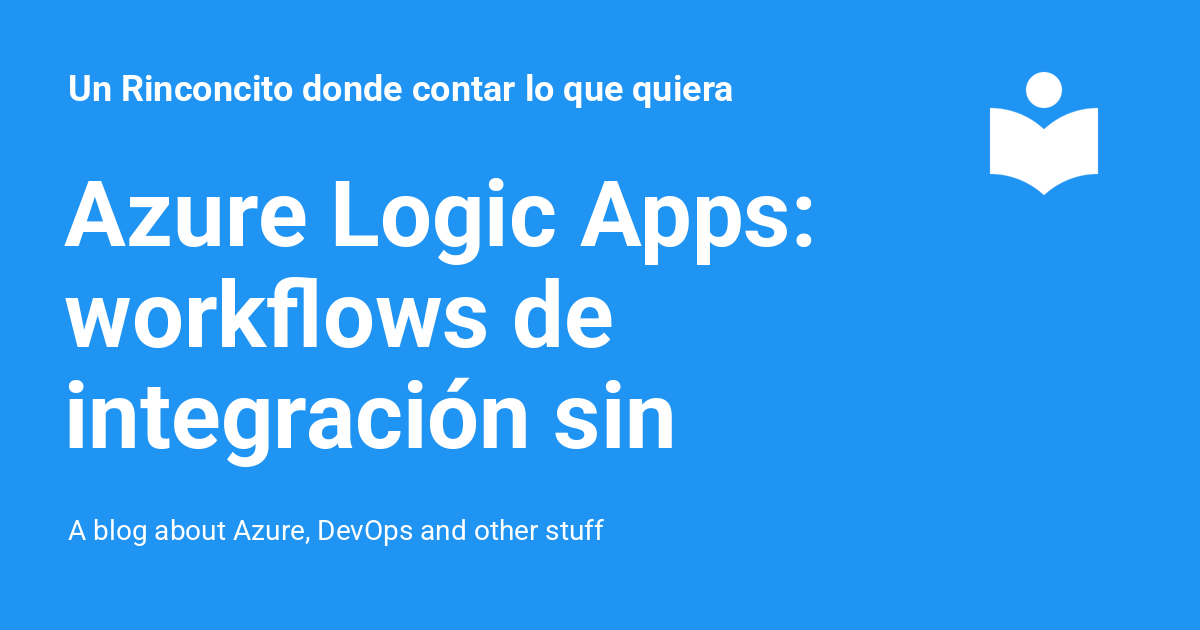 Un Rinconcito donde contar lo que quiera
Azure Logic Apps:
workflows de
integración sin
A blog about Azure, DevOps and other stuff